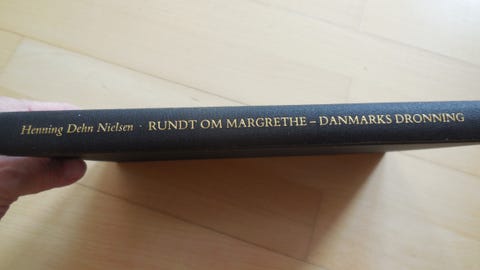 Henning Dehn Nielsen · RUNDT OM MARGRETHE – DANMARKS DRONNING